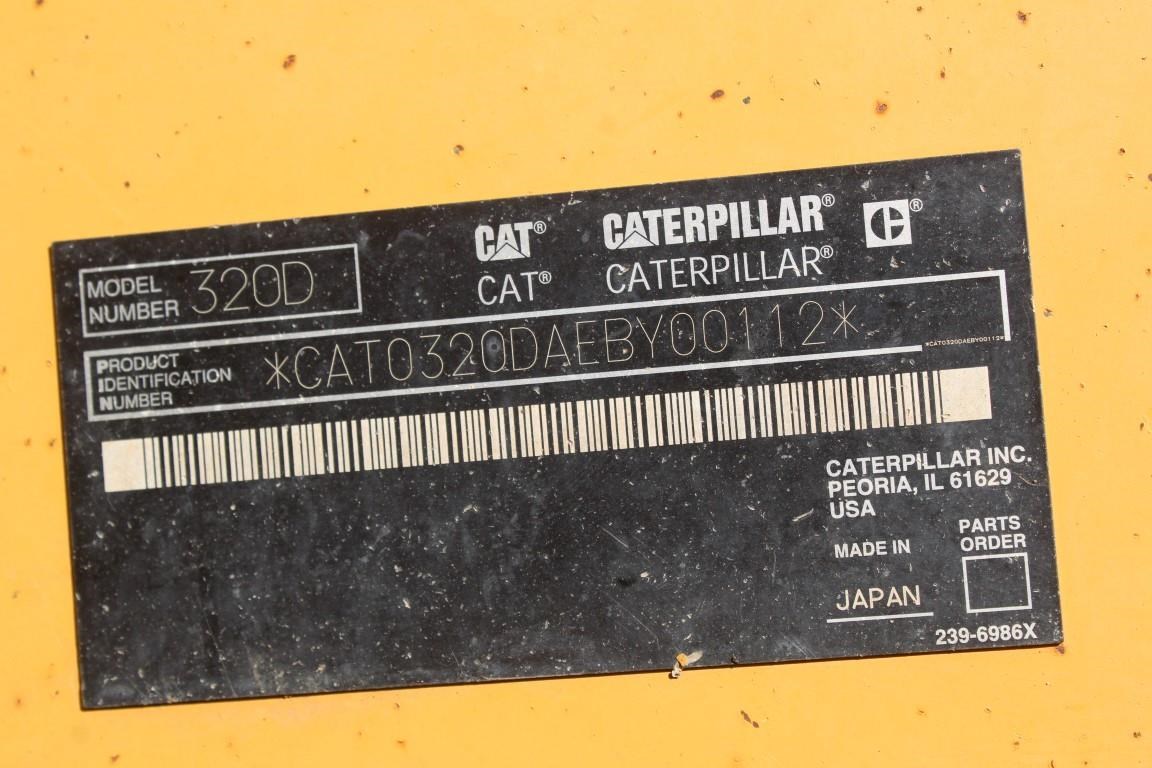 CAT® CATERPILLAR® C®
CAT® CATERPILLAR®
MODEL
NUMBER 320D
PRODUCT
IDENTIFICATION
NUMBER
*CAT0320DAEBY00112*
*CAT0320DAEBY00112*
CATERPILLAR INC.
PEORIA, IL 61629
USA
MADE IN
JAPAN
PARTS
ORDER
239-6986X